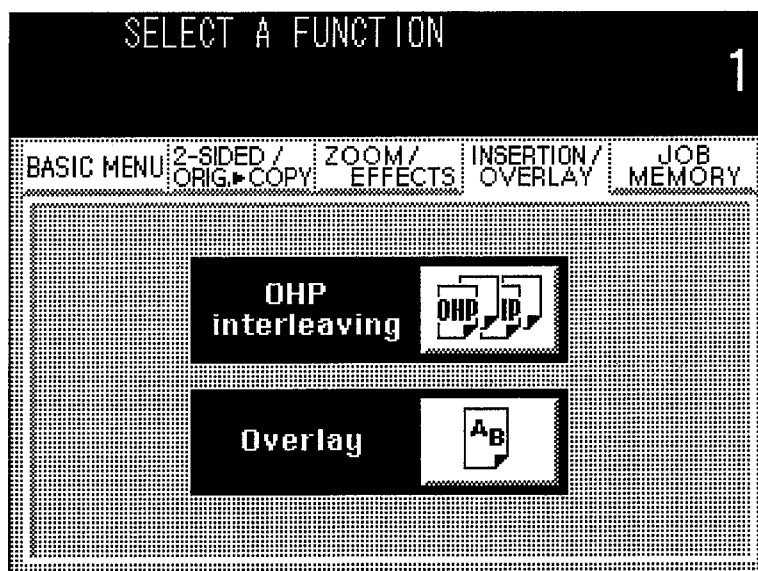 SELECT A FUNCTION
1
BASIC MENU
2-SIDED /
ORIG.►COPY
ZOOM/
EFFECTS
INSERTION/
OVERLAY
JOB
MEMORY
OHP
interleaving
OHP
IP
Overlay
AB